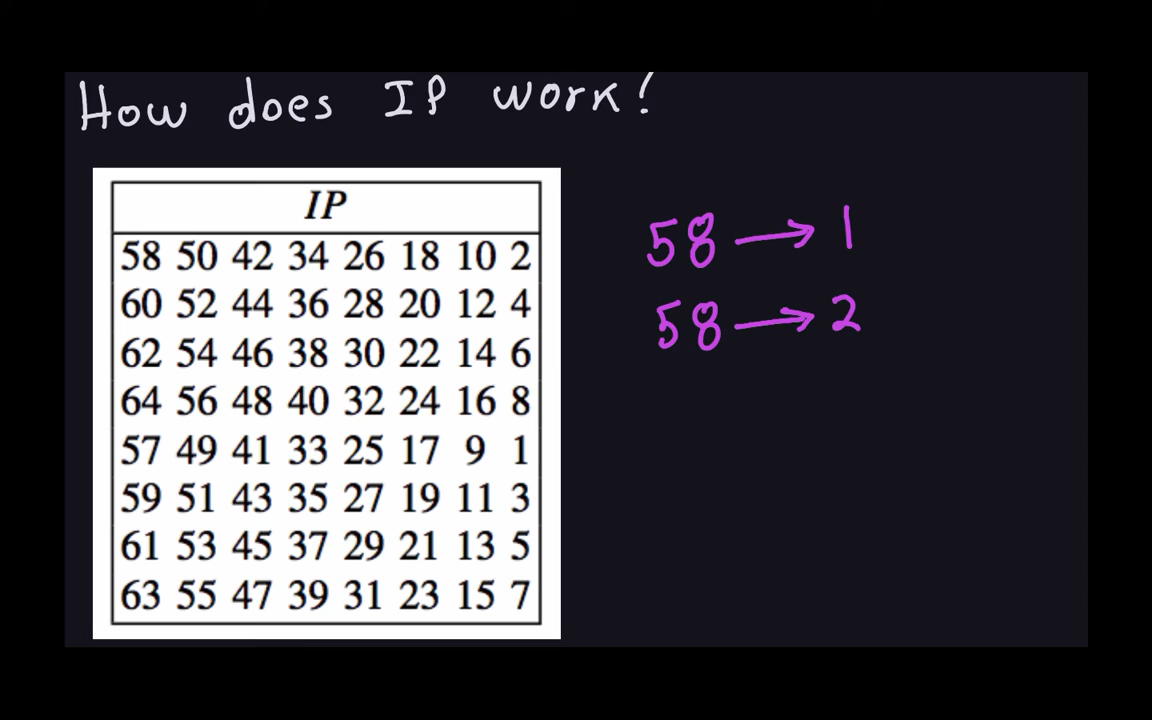 How does IP work!
IP
58 50 42 34 26 18 10 2
60 52 44 36 28 20 12 4
62 54 46 38 30 22 14 6
64 56 48 40 32 24 16 8
57 49 41 33 25 17 9 1
59 51 43 35 27 19 11 3
61 53 45 37 29 21 13 5
63 55 47 39 31 23 15 7
58 → 1
58 → 2